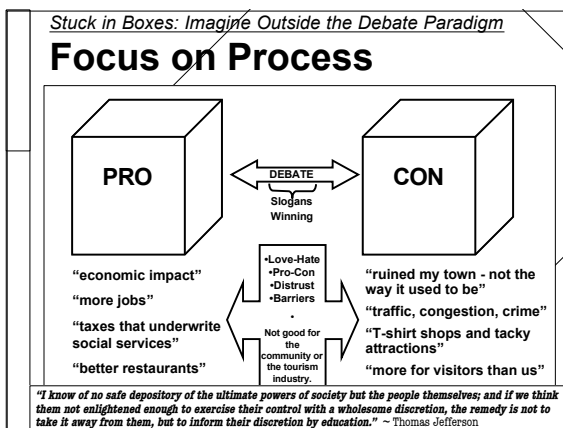 Stuck in Boxes: Imagine Outside the Debate Paradigm
Focus on Process
PRO
DEBATE
Slogans
Winning
CON
“economic impact”
“more jobs”
“taxes that underwrite
social services”
“better restaurants”
•Love-Hate
•Pro-Con
•Distrust
•Barriers
•
Not good for
the
community or
the tourism
industry.
“ruined my town - not the
way it used to be”
“traffic, congestion, crime”
“T-shirt shops and tacky
attractions”
“more for visitors than us”
“I know of no safe depository of the ultimate powers of society but the people themselves; and if we think
them not enlightened enough to exercise their control with a wholesome discretion, the remedy is not to
take it away from them, but to inform their discretion by education.” ~ Thomas Jefferson